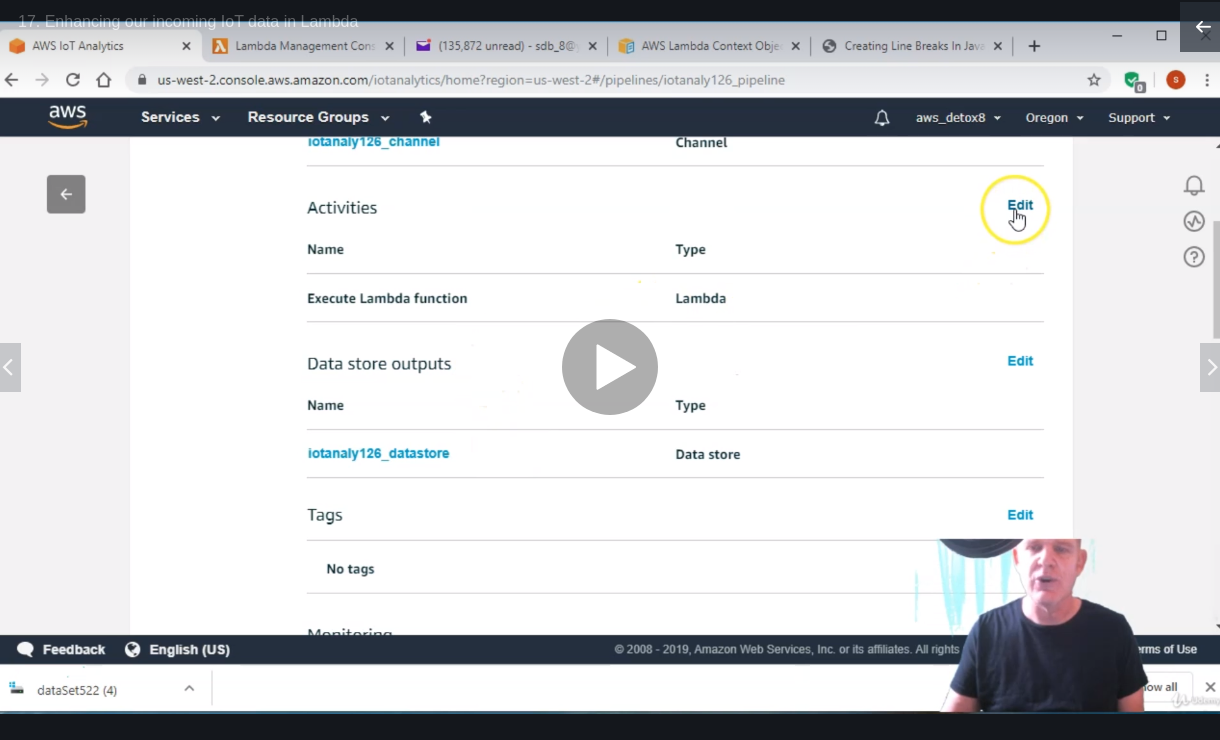 17. Enhancing our incoming IoT data in Lambda
AWS IoT Analytics
Lambda Management Con
(135,872 unread) - sdb_8@
AWS Lambda Context Obje
Creating Line Breaks In Jav
us-west-2.console.aws.amazon.com/iotanalytics/home?region=us-west-2#/pipelines/iotanaly126_pipeline
0
S
aws
Services
Resource Groups
aws_detox8
Oregon
Support
iotanaly126_channel
Channel
Activities
Edit
Name
Type
Execute Lambda function
Lambda
Data store outputs
Edit
Name
Type
iotanaly126_datastore
Data store
Tags
Edit
No tags
Monitoring
Feedback
English (US)
© 2008 - 2019, Amazon Web Services, Inc. or its affiliates. All rights
erms of Use
dataSet522 (4)
ow all